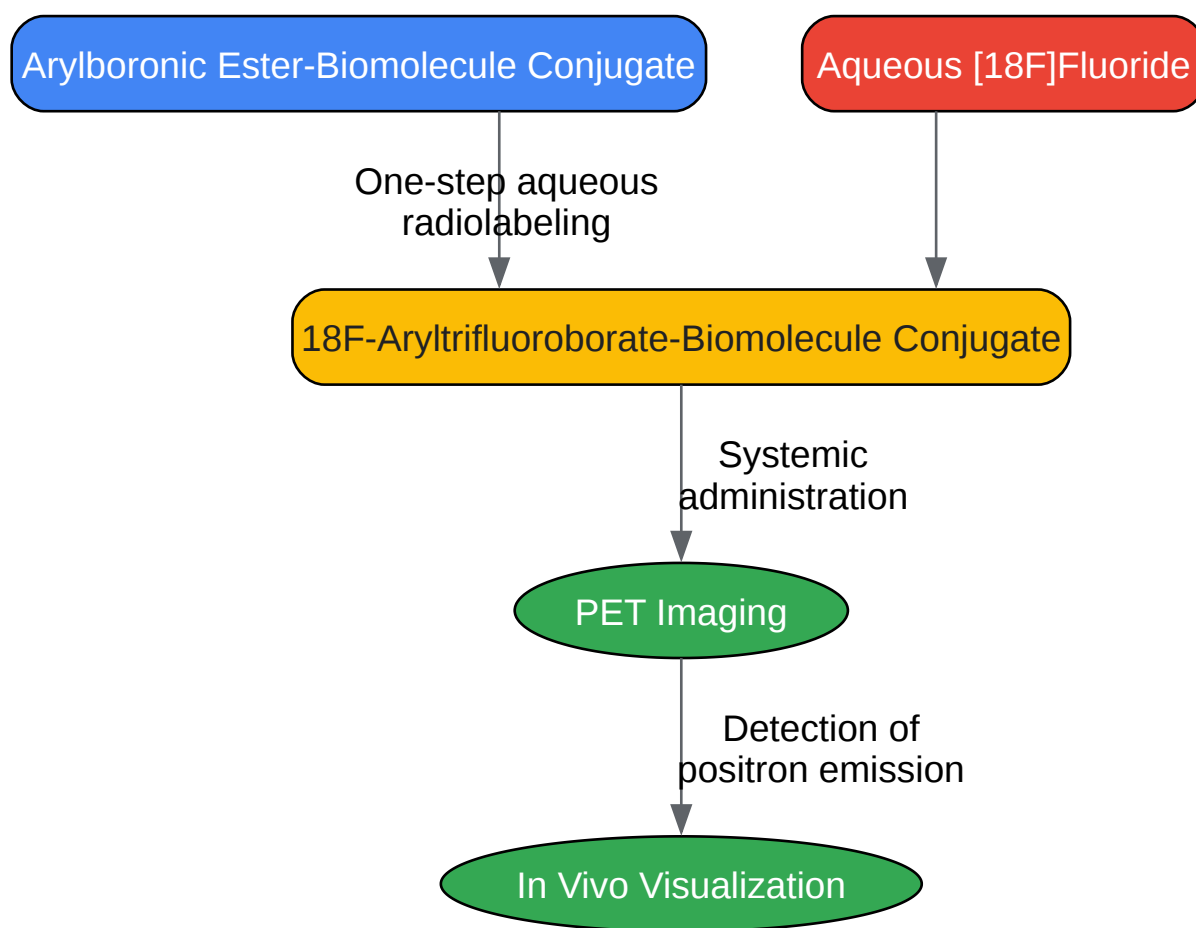 Arylboronic Ester-Biomolecule Conjugate
Aqueous [18F]Fluoride
One-step aqueous
radiolabeling
18F-Aryltrifluoroborate-Biomolecule Conjugate
Systemic
administration
PET Imaging
Detection of
positron emission
In Vivo Visualization